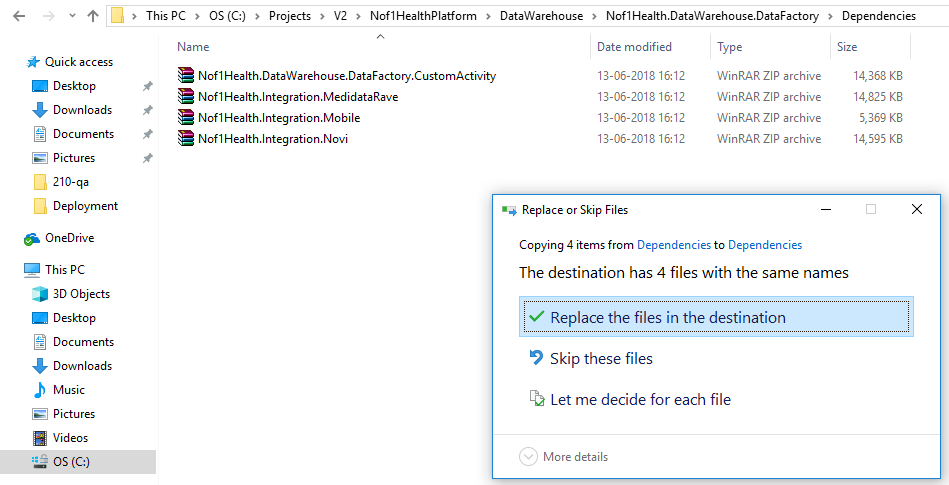 This PC > OS (C:) > Projects > V2 > Nof1HealthPlatform > DataWarehouse > Nof1Health.DataWarehouse.DataFactory > Dependencies
Name Date modified Type Size
Quick access
Desktop
Downloads
Documents
Pictures
210-qa
Deployment
OneDrive
This PC
3D Objects
Desktop
Documents
Downloads
Music
Pictures
Videos
OS (C:)
Nof1Health.DataWarehouse.DataFactory.CustomActivity 13-06-2018 16:12 WinRAR ZIP archive 14,368 KB
Nof1Health.Integration.MedidataRave 13-06-2018 16:12 WinRAR ZIP archive 14,825 KB
Nof1Health.Integration.Mobile 13-06-2018 16:12 WinRAR ZIP archive 5,369 KB
Nof1Health.Integration.Novi 13-06-2018 16:12 WinRAR ZIP archive 14,595 KB
Replace or Skip Files
Copying 4 items from Dependencies to Dependencies
The destination has 4 files with the same names
Replace the files in the destination
Skip these files
Let me decide for each file
More details